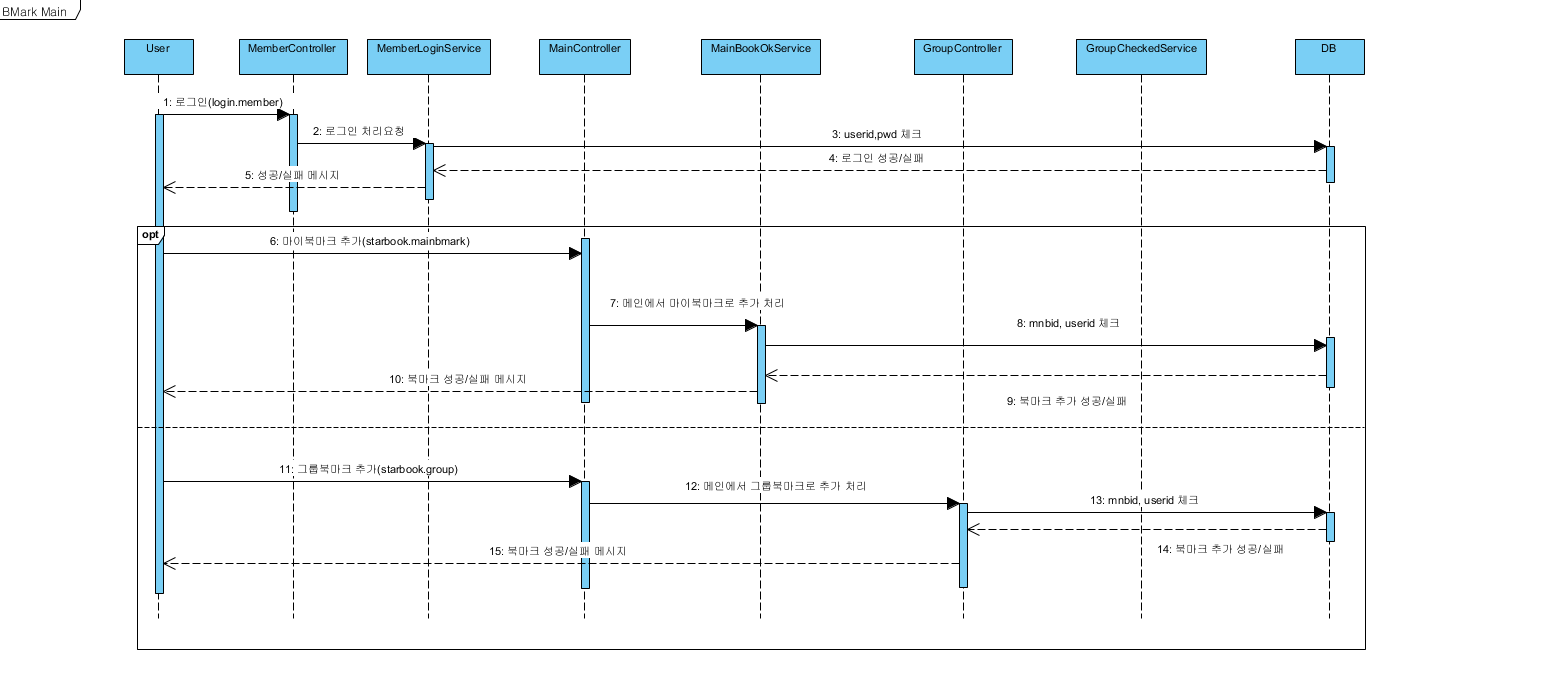 BMark Main
User
MemberController
MemberLoginService
MainController
MainBookOkService
GroupController
GroupCheckedService
DB
1: 로그인(login.member)
2: 로그인 처리요청
3: userid,pwd 체크
4: 로그인 성공/실패
5: 성공/실패 메시지
opt
6: 마이북마크 추가(starbook.mainbmark)
7: 메인에서 마이북마크로 추가 처리
8: mnbid, userid 체크
10: 북마크 성공/실패 메시지
9: 북마크 추가 성공/실패
11: 그룹북마크 추가(starbook.group)
12: 메인에서 그룹북마크로 추가 처리
13: mnbid, userid 체크
15: 북마크 성공/실패 메시지
14: 북마크 추가 성공/실패